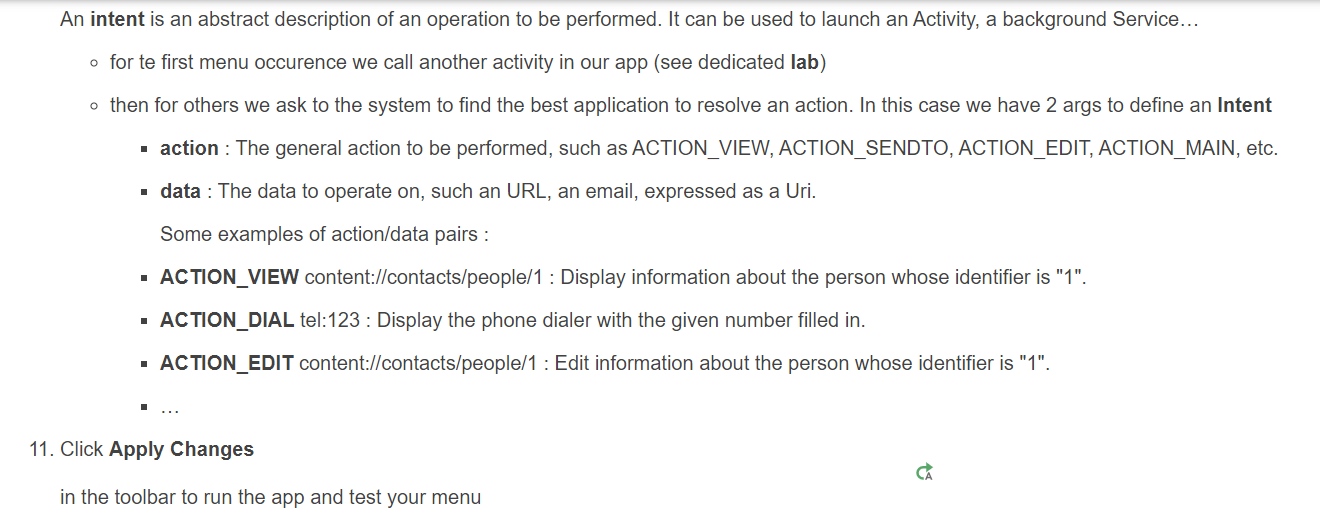 An intent is an abstract description of an operation to be performed. It can be used to launch an Activity, a background Service…
for te first menu occurence we call another activity in our app (see dedicated lab)
then for others we ask to the system to find the best application to resolve an action. In this case we have 2 args to define an Intent
action : The general action to be performed, such as ACTION_VIEW, ACTION_SENDTO, ACTION_EDIT, ACTION_MAIN, etc.
data : The data to operate on, such an URL, an email, expressed as a Uri.
Some examples of action/data pairs :
ACTION_VIEW content://contacts/people/1 : Display information about the person whose identifier is "1".
ACTION_DIAL tel:123 : Display the phone dialer with the given number filled in.
ACTION_EDIT content://contacts/people/1 : Edit information about the person whose identifier is "1".
…
11. Click Apply Changes
A
in the toolbar to run the app and test your menu